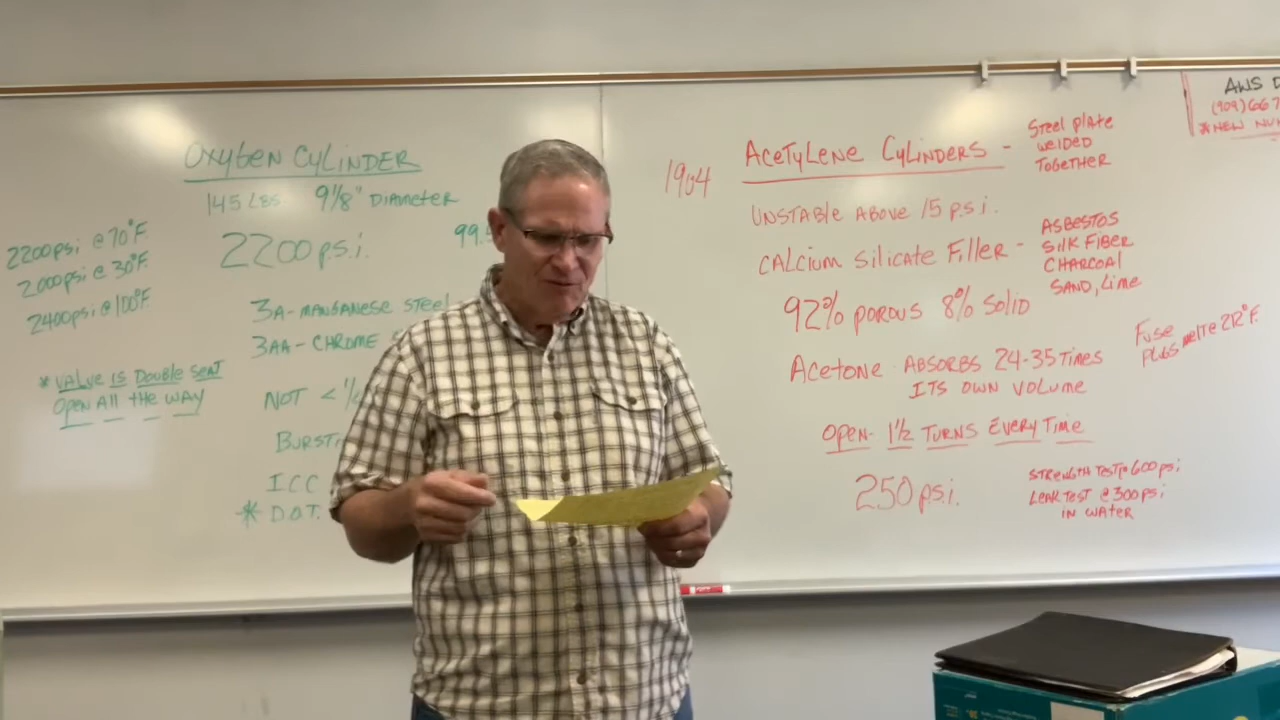 OXYGEN CYLINDER
145 LBS 9 1/8" DIAMETER
2200 p.s.i.
99.
2200psi @ 70°F.
2000psi @ 30°F.
2400psi @ 100°F.
3A-MANGANESE STEEL
3AA-CHROME
* VALVE IS DOUBLE SEAT
OPEN ALL THE WAY
NOT <
ICC
* D.O.T.
1904
ACETYLENE CYLINDERS -
STEEL PLATE
WELDED
TOGETHER
UNSTABLE ABOVE 15 p.s.i.
CALCIUM SILICATE FILLER -
ASBESTOS
SILK FIBER
CHARCOAL
SAND, LIME
92% POROUS 8% SOLID
ACETONE ABSORBS 24-35 TIMES
ITS OWN VOLUME
FUSE
PLUGS 212°F.
OPEN- 1 1/2 TURNS EVERY TIME
250 p.s.i.
STRENGTH TEST @ 600 psi
LEAK TEST @ 300 psi
IN WATER
AWS D
(909) 667
*NEW